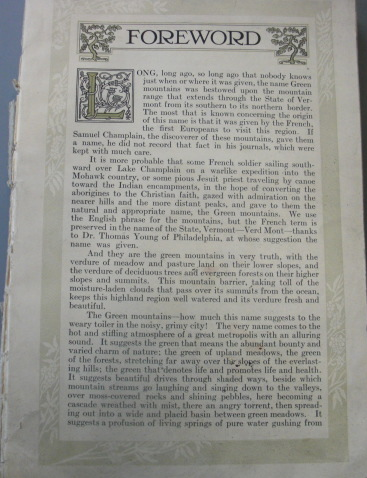 FOREWORD
LONG, long ago, so long ago that nobody knows
just when or where it was given, the name Green
mountains was bestowed upon the mountain
range that extends through the State of Ver-
mont from its southern to its northern border.
The most that is known concerning the origin
of this name is that it was given by the French,
the first Europeans to visit this region. If
Samuel Champlain, the discoverer of these mountains, gave them
a name, he did not record that fact in his journals, which were
kept with much care.
It is more probable that some French soldier sailing south-
ward over Lake Champlain on a warlike expedition into the
Mohawk country, or some pious Jesuit priest traveling by canoe
toward the Indian encampments, in the hope of converting the
aborigines to the Christian faith, gazed with admiration on the
nearer hills and the more distant peaks, and gave to them the
natural and appropriate name, the Green mountains. We use
the English phrase for the mountains, but the French term is
preserved in the name of the State, Vermont—Verd Mont—thanks
to Dr. Thomas Young of Philadelphia, at whose suggestion the
name was given.
And they are the green mountains in very truth, with the
verdure of meadow and pasture land on their lower slopes, and
the verdure of deciduous trees and evergreen forests on their higher
slopes and summits. This mountain barrier, taking toll of the
moisture-laden clouds that pass over its summits from the ocean,
keeps this highland region well watered and its verdure fresh and
beautiful.
The Green mountains—how much this name suggests to the
weary toiler in the noisy, grimy city! The very name comes to the
hot and stifling atmosphere of a great metropolis with an alluring
sound. It suggests the green that means the abundant bounty and
varied charm of nature; the green of upland meadows, the green
of the forests, stretching far away over the slopes of the everlast-
ing hills; the green that denotes life and promotes life and health.
It suggests beautiful drives through shaded ways, beside which
mountain streams go laughing and singing down to the valleys,
over moss-covered rocks and shining pebbles, here becoming a
cascade wreathed with mist, there an angry torrent, then spread-
ing out into a wide and placid basin between green meadows. It
suggests a profusion of living springs of pure water gushing from